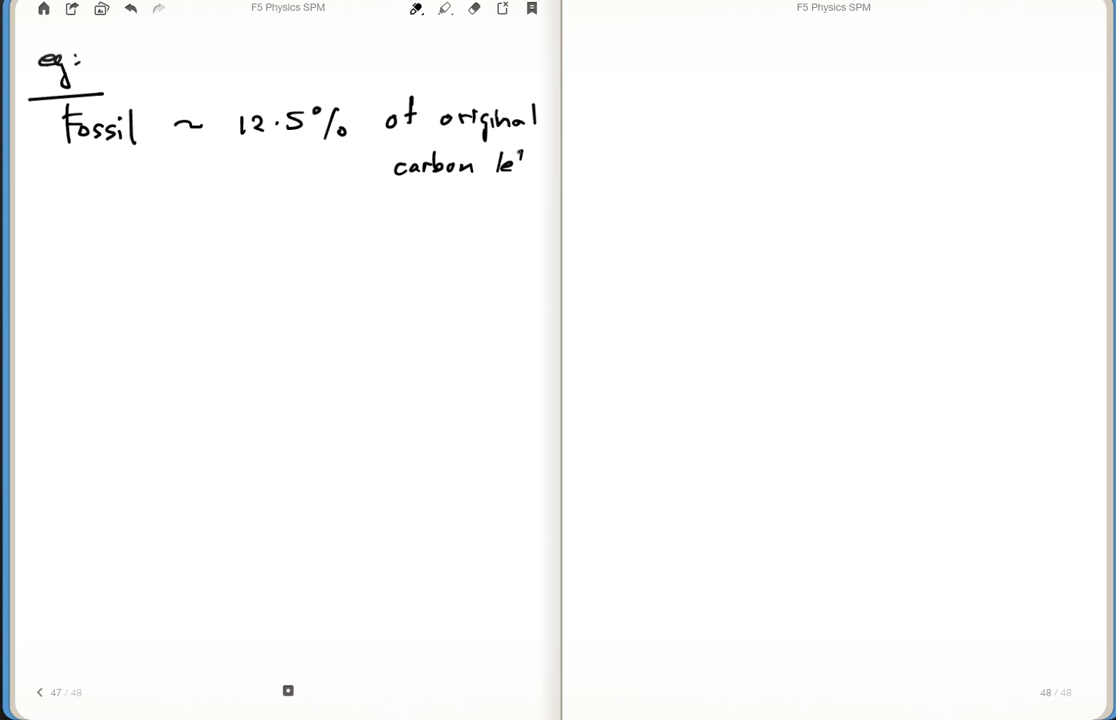 F5 Physics SPM
F5 Physics SPM
eg:
Fossil ~ 12.5% of original
carbon
47 / 48
48 / 48